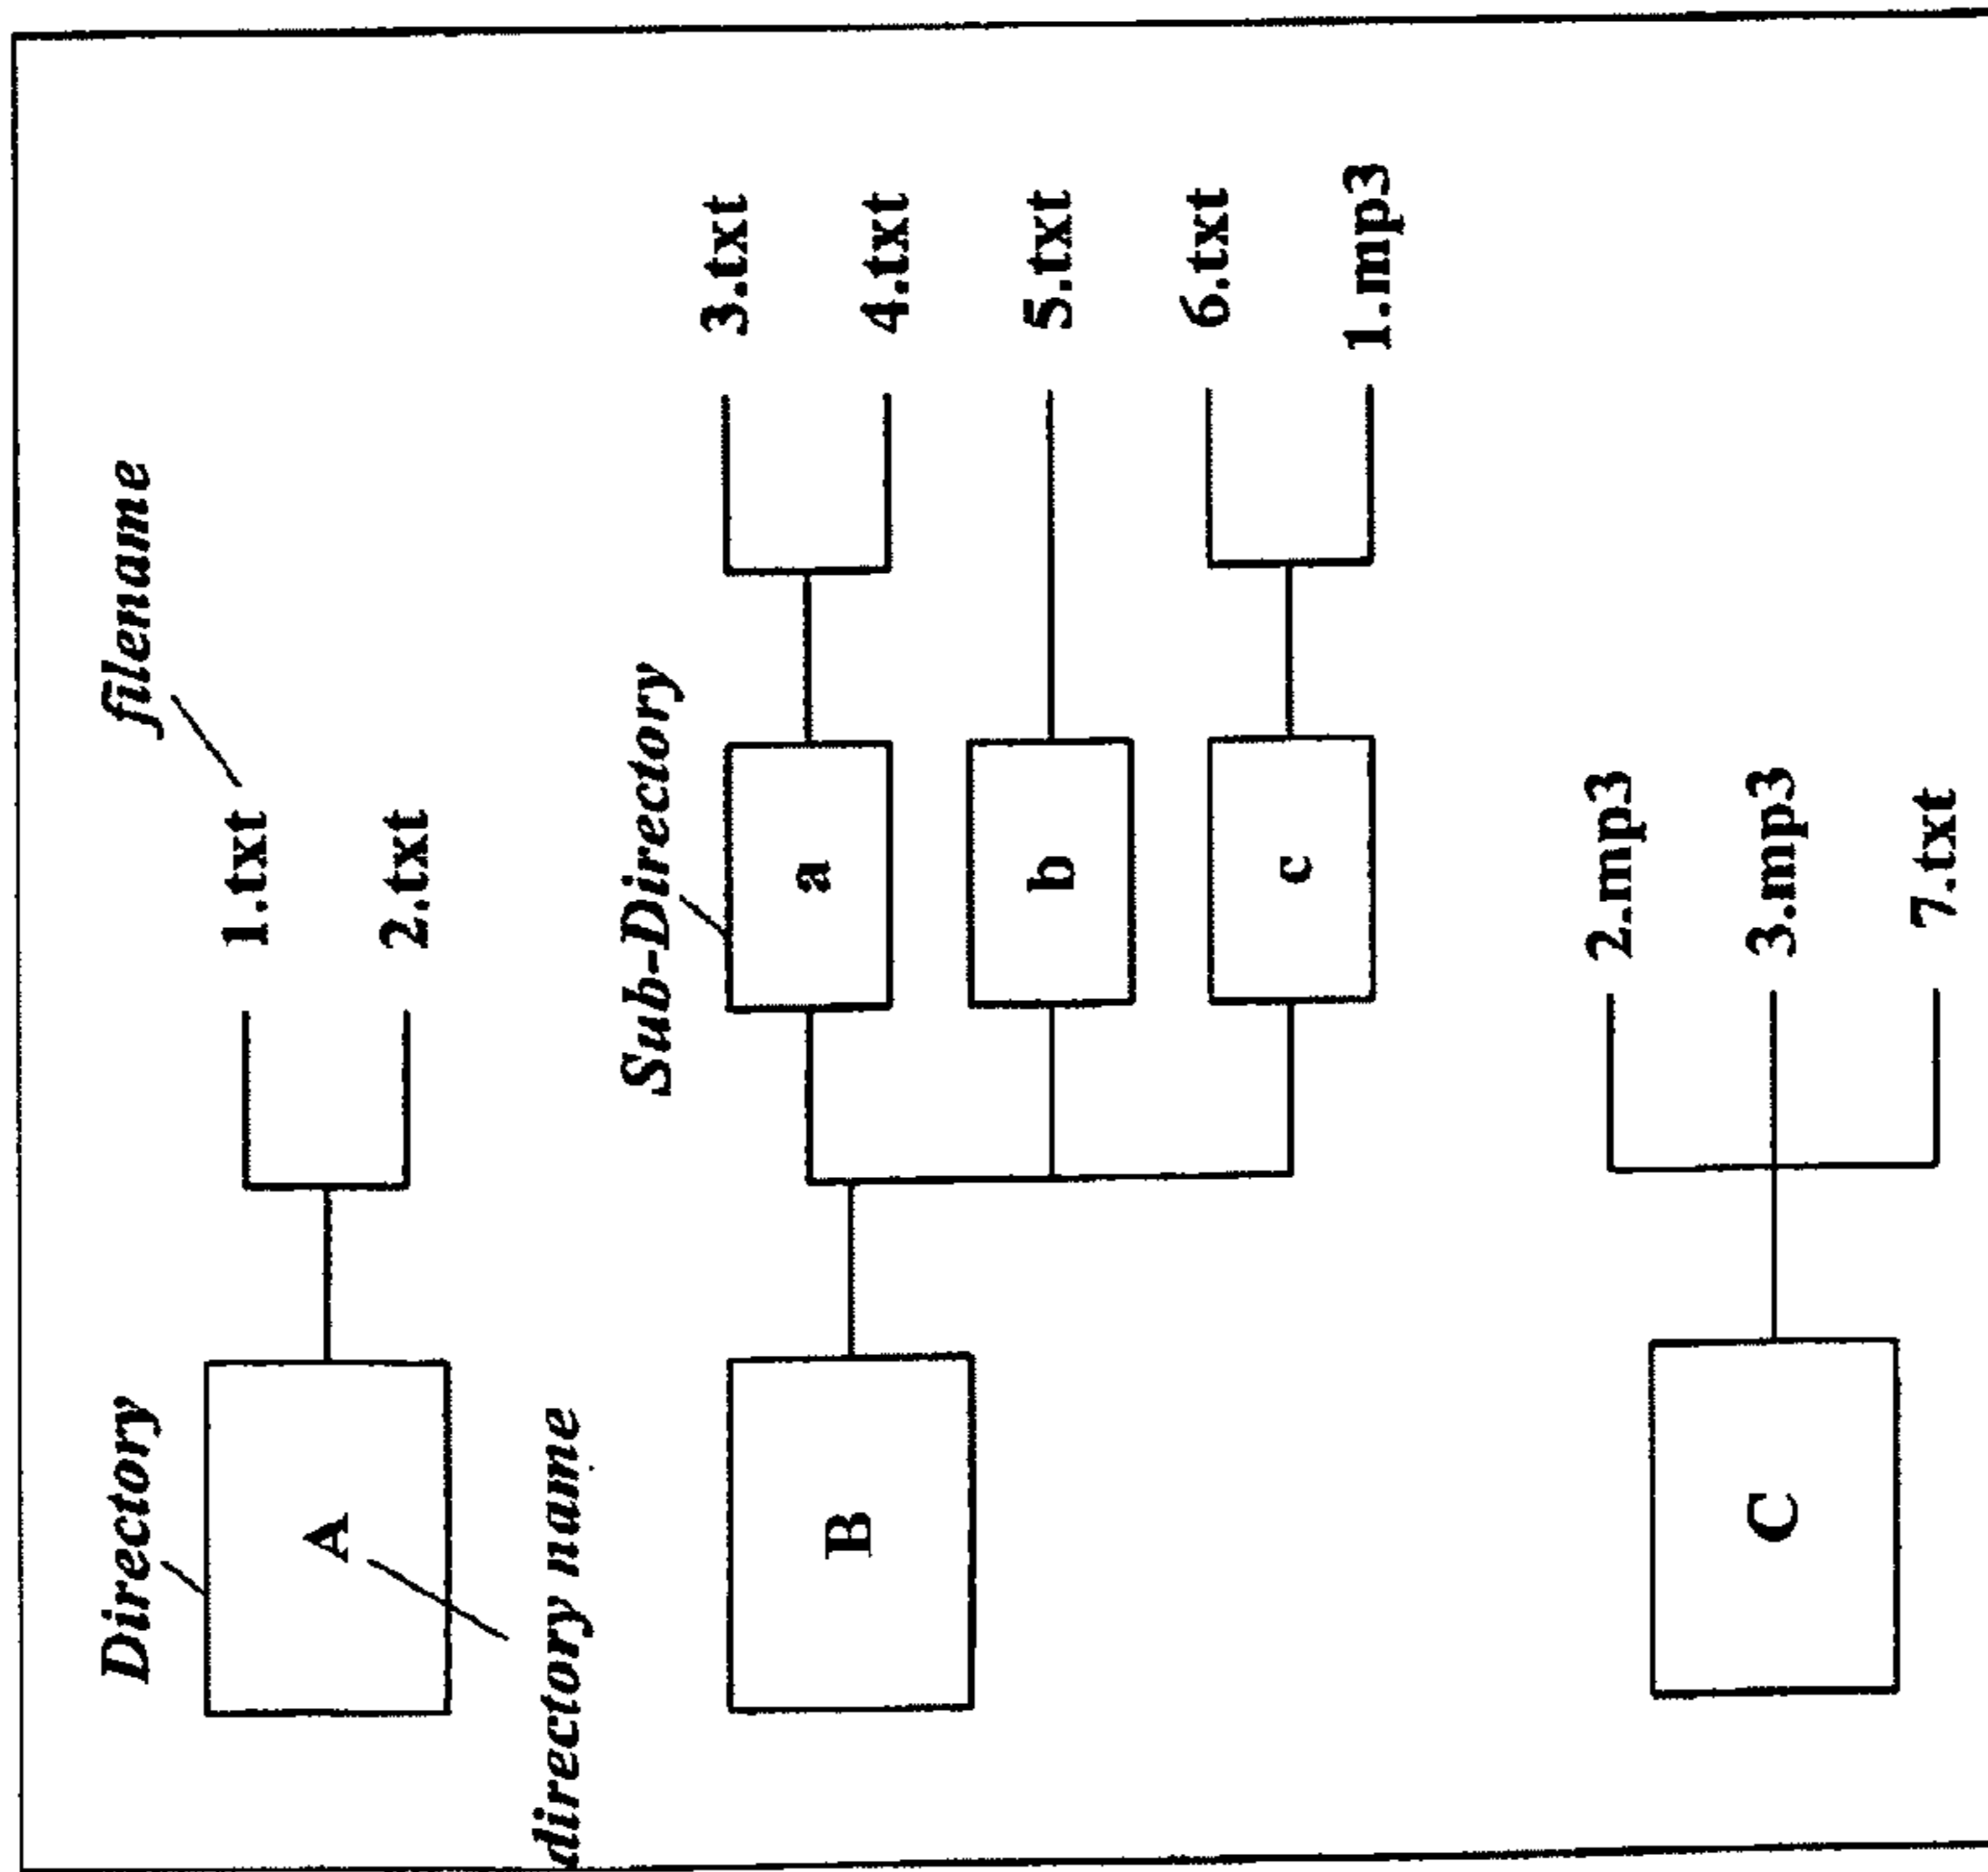 Directory
filename
1.txt
A
2.txt
directory name
Sub-Directory
3.txt
a
B
4.txt
b
5.txt
6.txt
c
1.mp3
2.mp3
C
3.mp3
7.txt